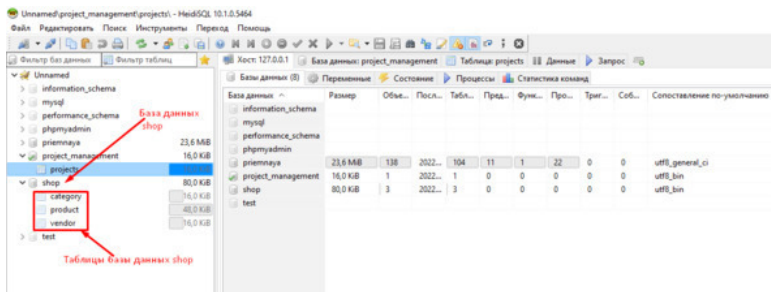 Unnamed\project_management\projects\ - HeidiSQL 10.1.0.5464
Файл Редактировать Поиск Инструменты Переход Помощь
Фильтр баз данных Фильтр таблиц
Хост: 127.0.0.1 База данных: project_management Таблица: projects Данные Запрос
Базы данных (8) Переменные Состояние Процессы Статистика команд
Unnamed
information_schema
mysql
performance_schema
phpmyadmin
priemnaya 23,6 MiB
project_management 16,0 KiB
projects
shop 80,0 KiB
category 16,0 KiB
product 48,0 KiB
vendor 16,0 KiB
test
База данных
shop
Таблицы базы данных shop
База данных Размер Объе... Посл... Табл... Пред... Функ... Про... Триг... Соб... Сопоставление по-умолчанию
information_schema
mysql
performance_schema
phpmyadmin
priemnaya 23,6 MiB 138 2022... 104 11 1 22 0 0 utf8_general_ci
project_management 16,0 KiB 1 2022... 1 0 0 0 0 0 utf8_bin
shop 80,0 KiB 3 2022... 3 0 0 0 0 0 utf8_bin
test